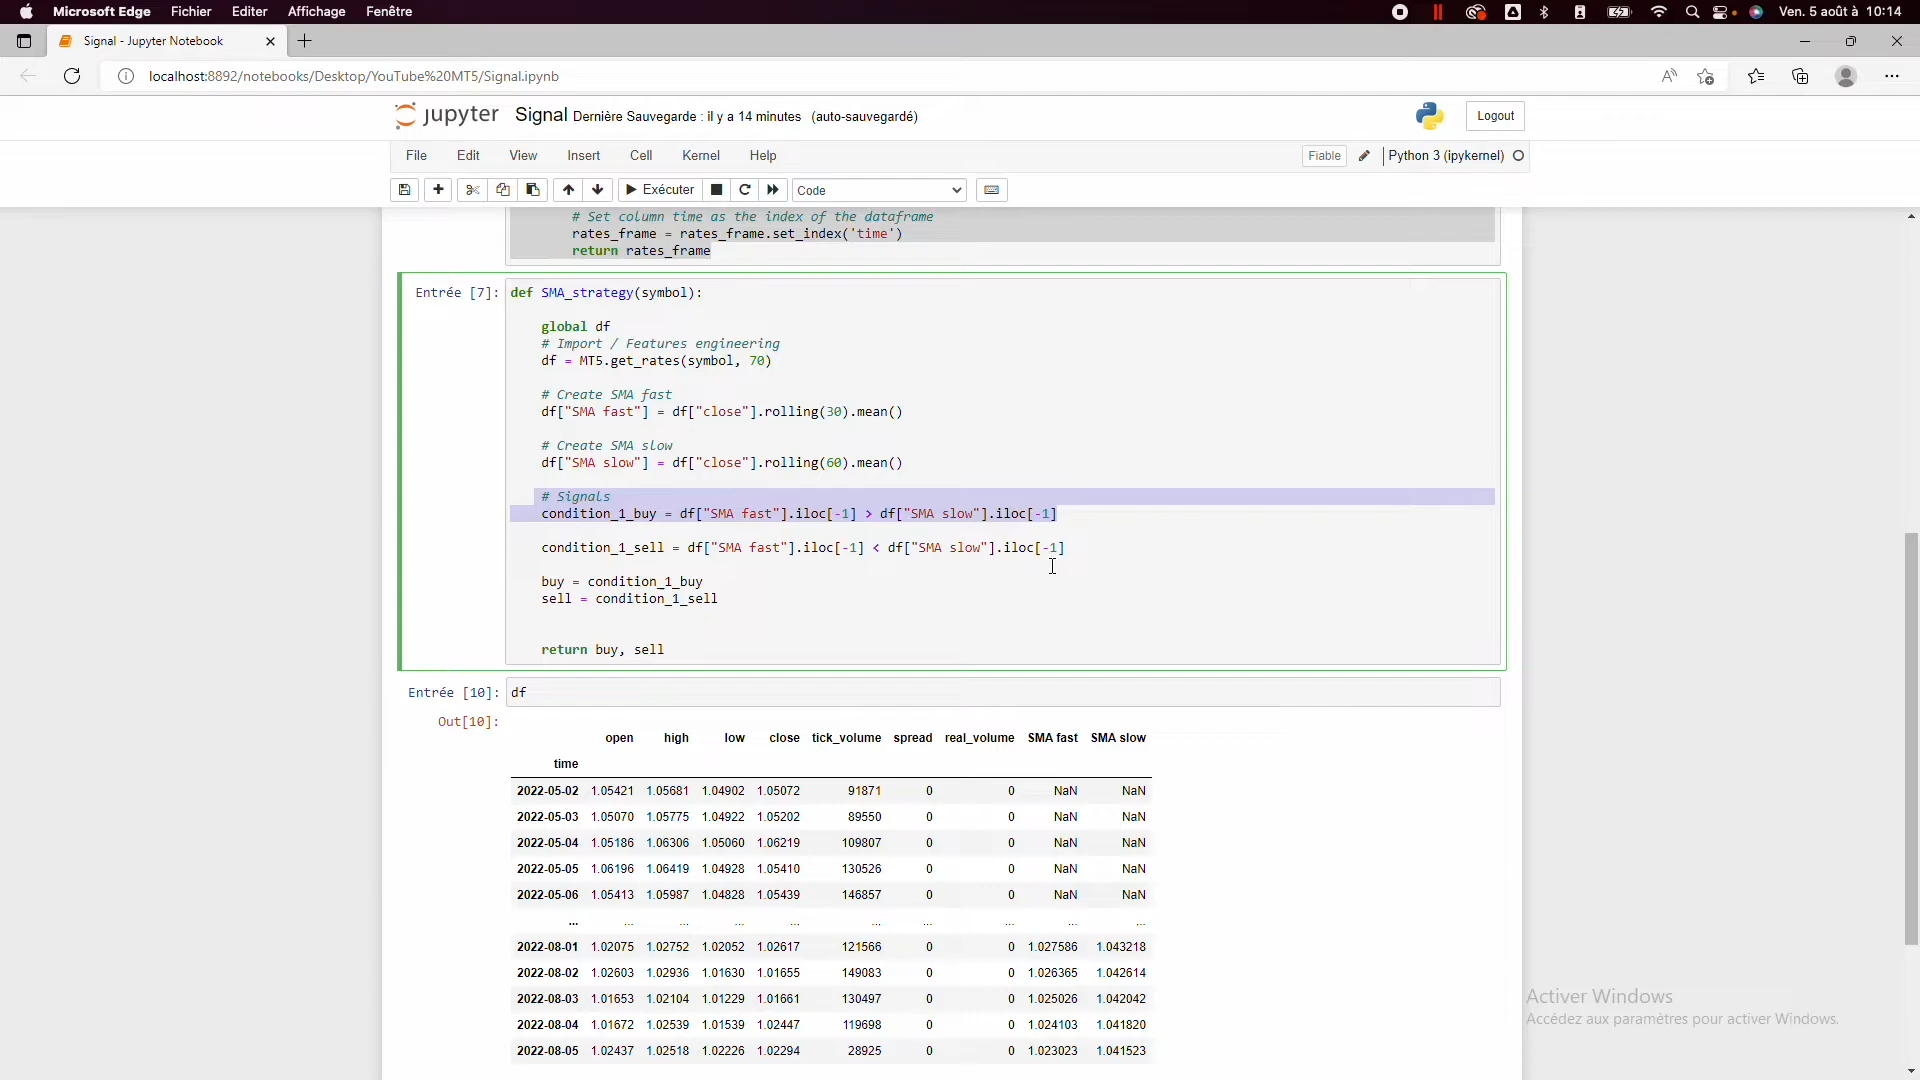 Microsoft Edge Fichier Editer Affichage Fenêtre Ven. 5 août à 10:14
Signal - Jupyter Notebook
localhost:8892/notebooks/Desktop/YouTube%20MT5/Signal.ipynb
jupyter Signal Dernière Sauvegarde : il y a 14 minutes (auto-sauvegardé) Logout
File Edit View Insert Cell Kernel Help Fiable Python 3 (ipykernel)
Exécuter Code
# Set column time as the index of the dataframe
rates_frame = rates_frame.set_index('time')
return rates_frame
Entrée [7]: def SMA_strategy(symbol):
global df
# Import / Features engineering
df = MT5.get_rates(symbol, 70)
# Create SMA fast
df["SMA fast"] = df["close"].rolling(30).mean()
# Create SMA slow
df["SMA slow"] = df["close"].rolling(60).mean()
# Signals
condition_1_buy = df["SMA fast"].iloc[-1] > df["SMA slow"].iloc[-1]
condition_1_sell = df["SMA fast"].iloc[-1] < df["SMA slow"].iloc[-1]
buy = condition_1_buy
sell = condition_1_sell
return buy, sell
Entrée [10]: df
Out[10]:
open high low close tick_volume spread real_volume SMA fast SMA slow
time
2022-05-02 1.05421 1.05681 1.04902 1.05072 91871 0 0 NaN NaN
2022-05-03 1.05070 1.05775 1.04922 1.05202 89550 0 0 NaN NaN
2022-05-04 1.05186 1.06306 1.05060 1.06219 109807 0 0 NaN NaN
2022-05-05 1.06196 1.06419 1.04928 1.05410 130526 0 0 NaN NaN
2022-05-06 1.05413 1.05987 1.04828 1.05439 146857 0 0 NaN NaN
... ... ... ... ... ... ... ... ... ...
2022-08-01 1.02075 1.02752 1.02052 1.02617 121566 0 0 1.027586 1.043218
2022-08-02 1.02603 1.02936 1.01630 1.01655 149083 0 0 1.026365 1.042614
2022-08-03 1.01653 1.02104 1.01229 1.01661 130497 0 0 1.025026 1.042042
2022-08-04 1.01672 1.02539 1.01539 1.02447 119698 0 0 1.024103 1.041820
2022-08-05 1.02437 1.02518 1.02226 1.02294 28925 0 0 1.023023 1.041523
Activer Windows
Accédez aux paramètres pour activer Windows.